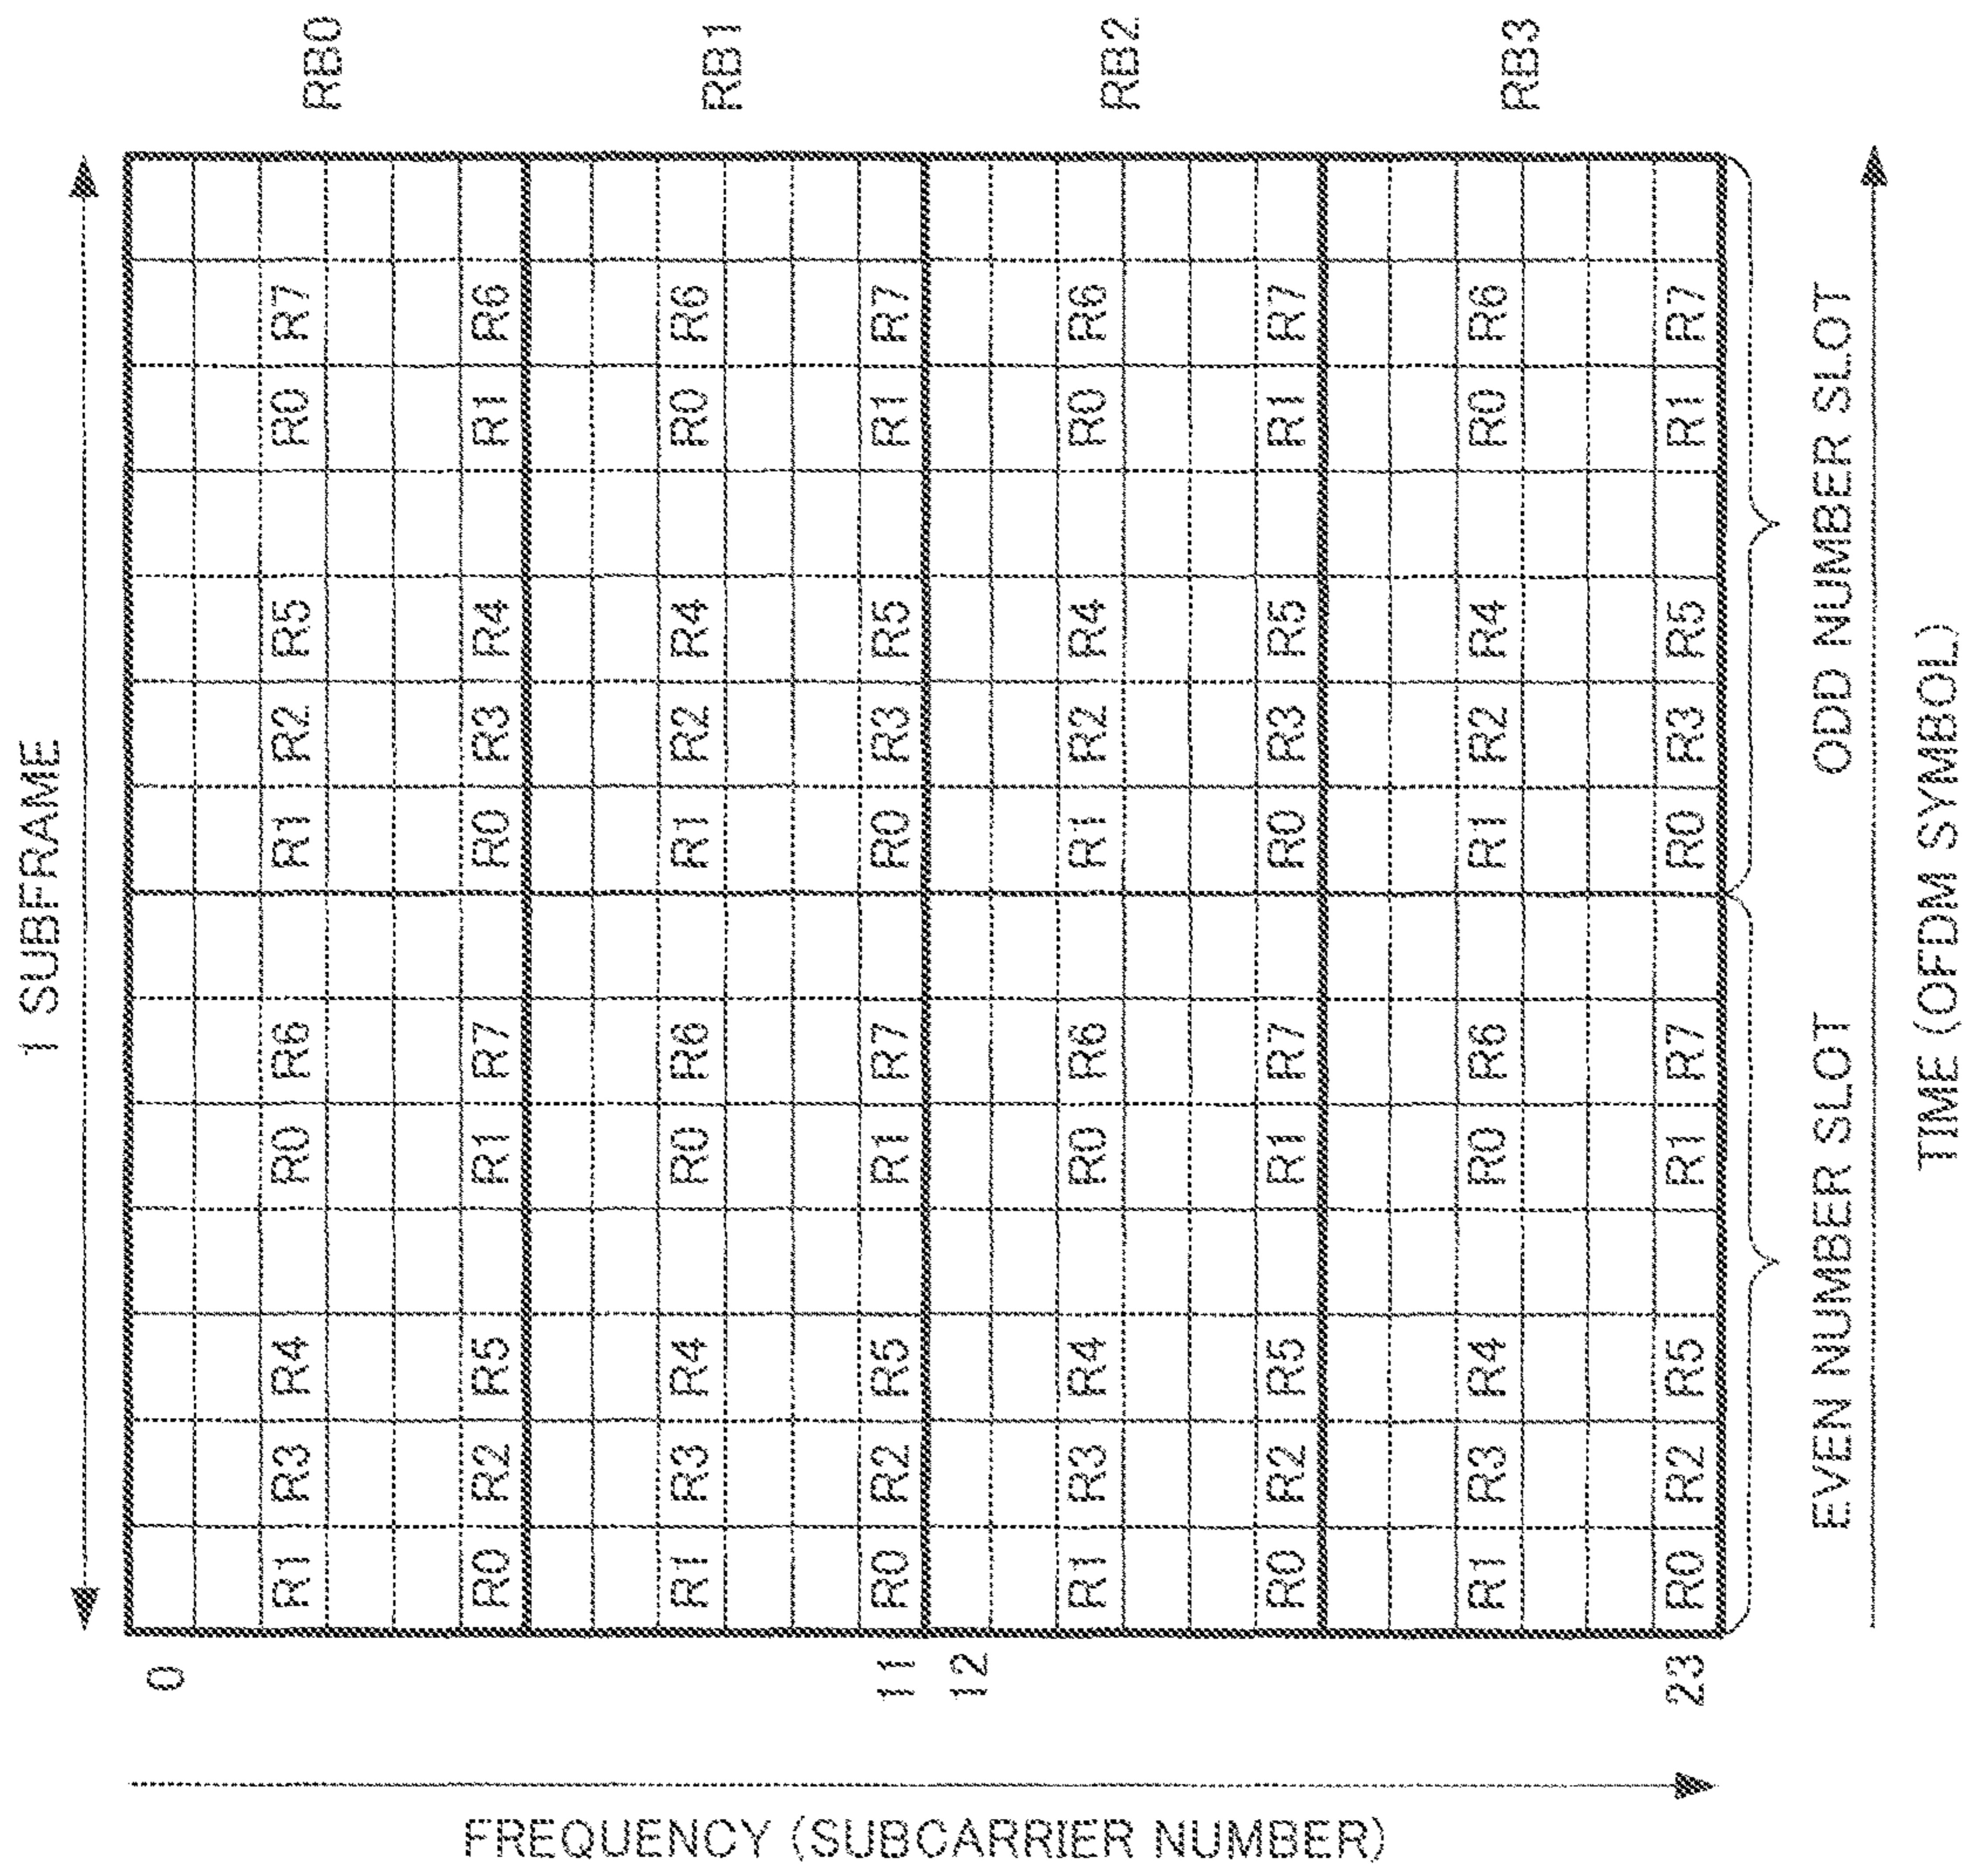 1 SUBFRAME
0
R1 R3 R4 R0 R6 R1 R2 R5 R0 R7 RB0
R0 R2 R5 R1 R7 R0 R3 R4 R1 R6
R1 R3 R4 R0 R6 R1 R2 R4 R0 R6 RB1
11 R0 R2 R5 R1 R7 R0 R3 R5 R1 R7
12
R1 R3 R4 R0 R6 R1 R2 R4 R0 R6 RB2
R0 R2 R5 R1 R7 R0 R3 R5 R1 R7
R1 R3 R4 R0 R6 R1 R2 R4 R0 R6 RB3
23 R0 R2 R5 R1 R7 R0 R3 R5 R1 R7
EVEN NUMBER SLOT ODD NUMBER SLOT
TIME (OFDM SYMBOL)
FREQUENCY (SUBCARRIER NUMBER)